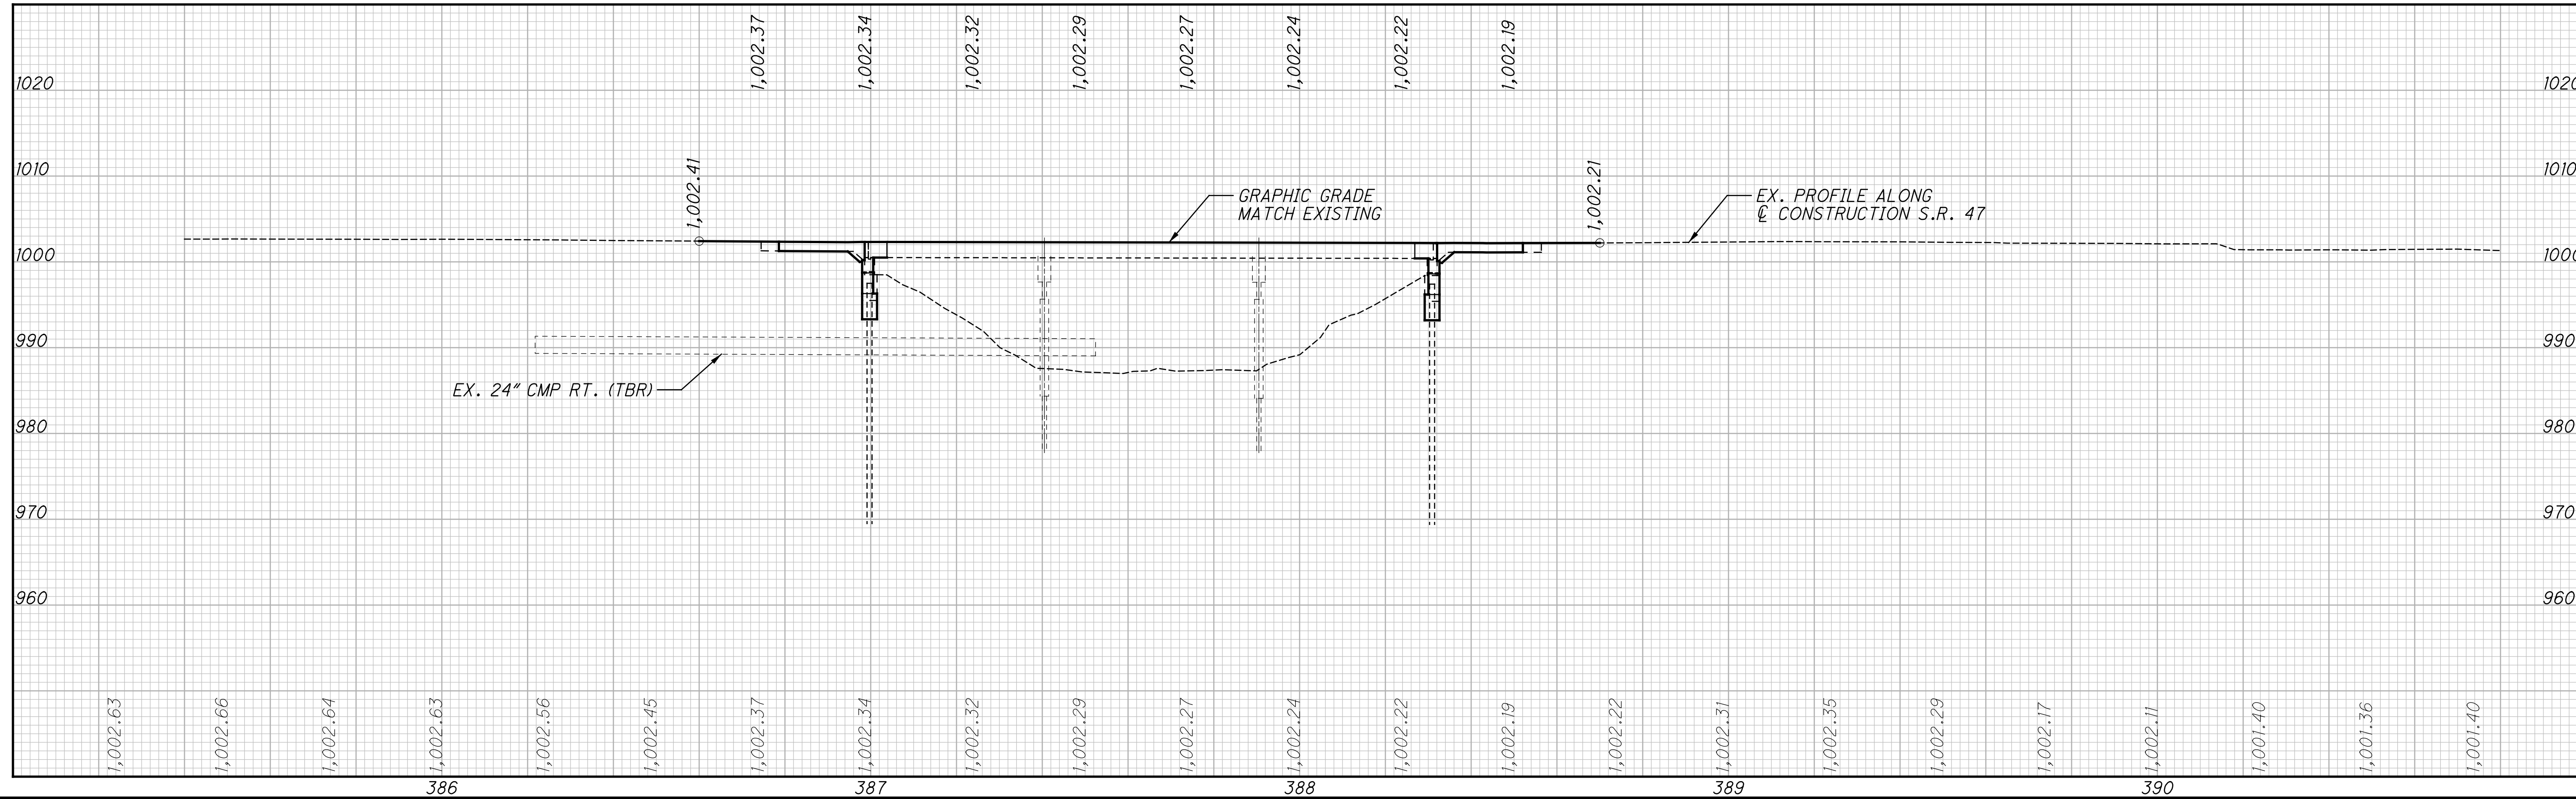 1,002.37 1,002.34 1,002.32 1,002.29 1,002.27 1,002.24 1,002.22 1,002.19
1020 1020
1010 1010
1,002.41 1,002.21
GRAPHIC GRADE
MATCH EXISTING
EX. PROFILE ALONG
℄ CONSTRUCTION S.R. 47
1000 1000
990 990
EX. 24" CMP RT. (TBR)
980 980
970 970
960 960
1,002.63 1,002.66 1,002.64 1,002.63 1,002.56 1,002.45 1,002.37 1,002.34 1,002.32 1,002.29 1,002.27 1,002.24 1,002.22 1,002.19 1,002.22 1,002.31 1,002.35 1,002.29 1,002.17 1,002.11 1,001.40 1,001.36 1,001.40
386 387 388 389 390